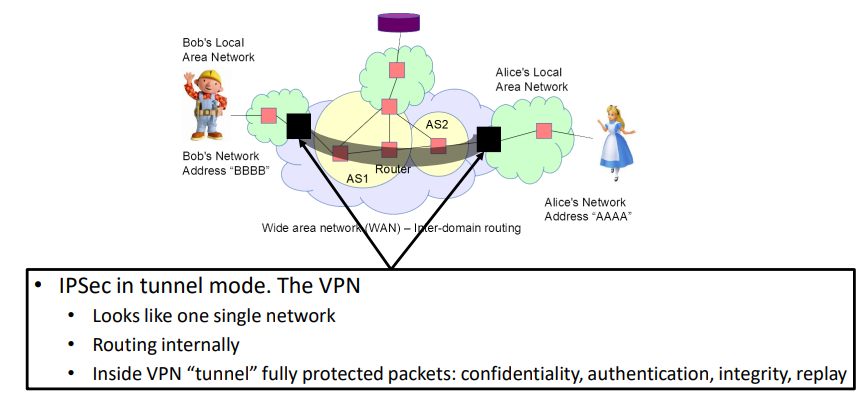 Bob's Local
Area Network
Alice's Local
Area Network
AS2
Router
AS1
Bob's Network
Address “BBBB”
Alice's Network
Address “AAAA”
Wide area network (WAN) – Inter-domain routing
• IPSec in tunnel mode. The VPN
• Looks like one single network
• Routing internally
• Inside VPN “tunnel” fully protected packets: confidentiality, authentication, integrity, replay